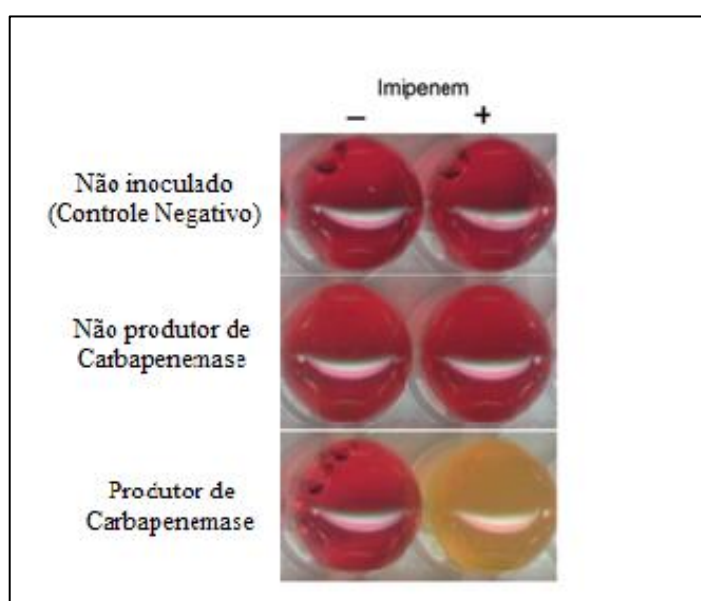 Imipenem
– +
Não inoculado
(Controle Negativo)
Não produtor de
Carbapenemase
Produtor de
Carbapenemase